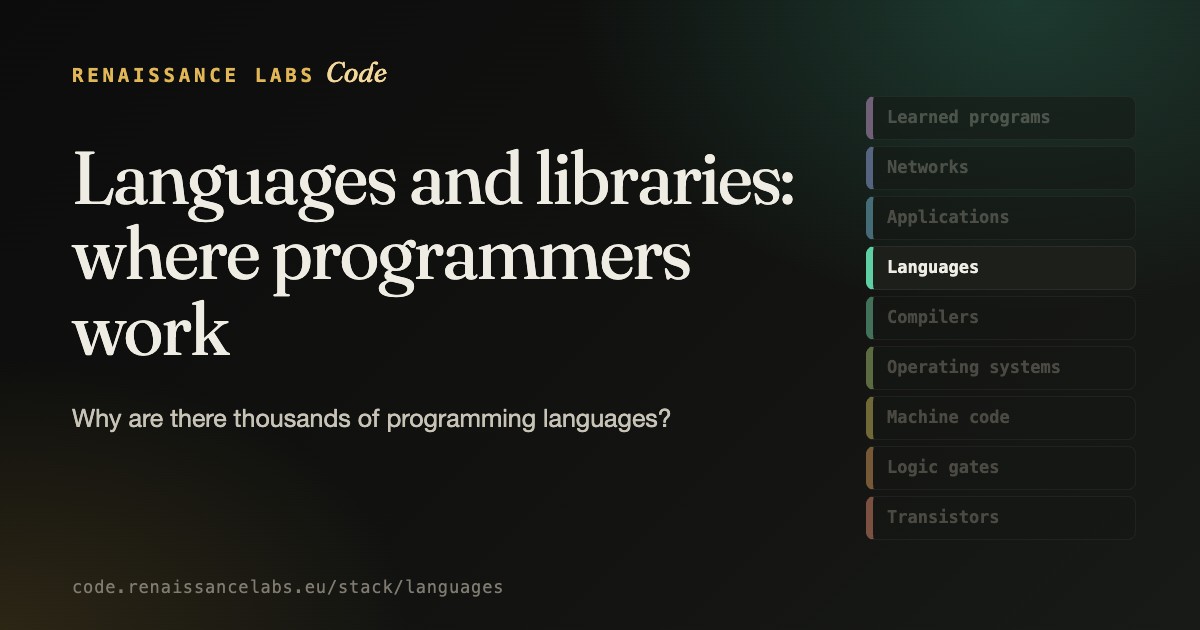 RENAISSANCE LABS Code
Languages and libraries:
where programmers
work
Why are there thousands of programming languages?
code.renaissancelabs.eu/stack/languages
Learned programs
Networks
Applications
Languages
Compilers
Operating systems
Machine code
Logic gates
Transistors